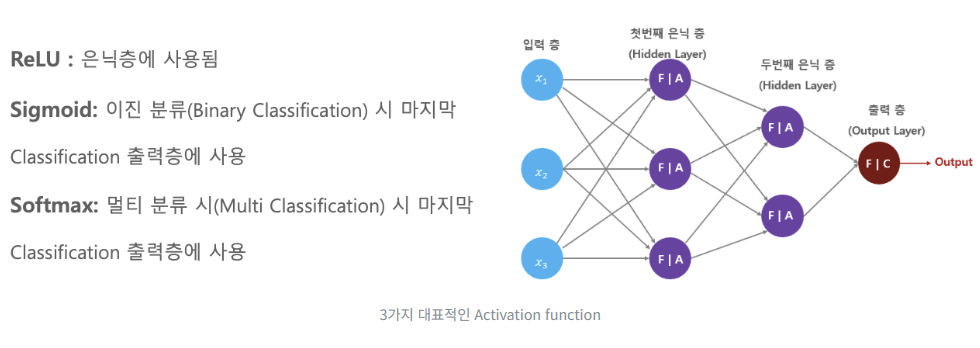 ReLU : 은닉층에 사용됨
Sigmoid: 이진 분류(Binary Classification) 시 마지막
Classification 출력층에 사용
Softmax: 멀티 분류 시(Multi Classification) 시 마지막
Classification 출력층에 사용
입력 층
첫번째 은닉 층
(Hidden Layer)
두번째 은닉 층
(Hidden Layer)
출력 층
(Output Layer)
x₁
F | A
F | A
x₂
F | A
F | C
Output
F | A
x₃
F | A
3가지 대표적인 Activation function